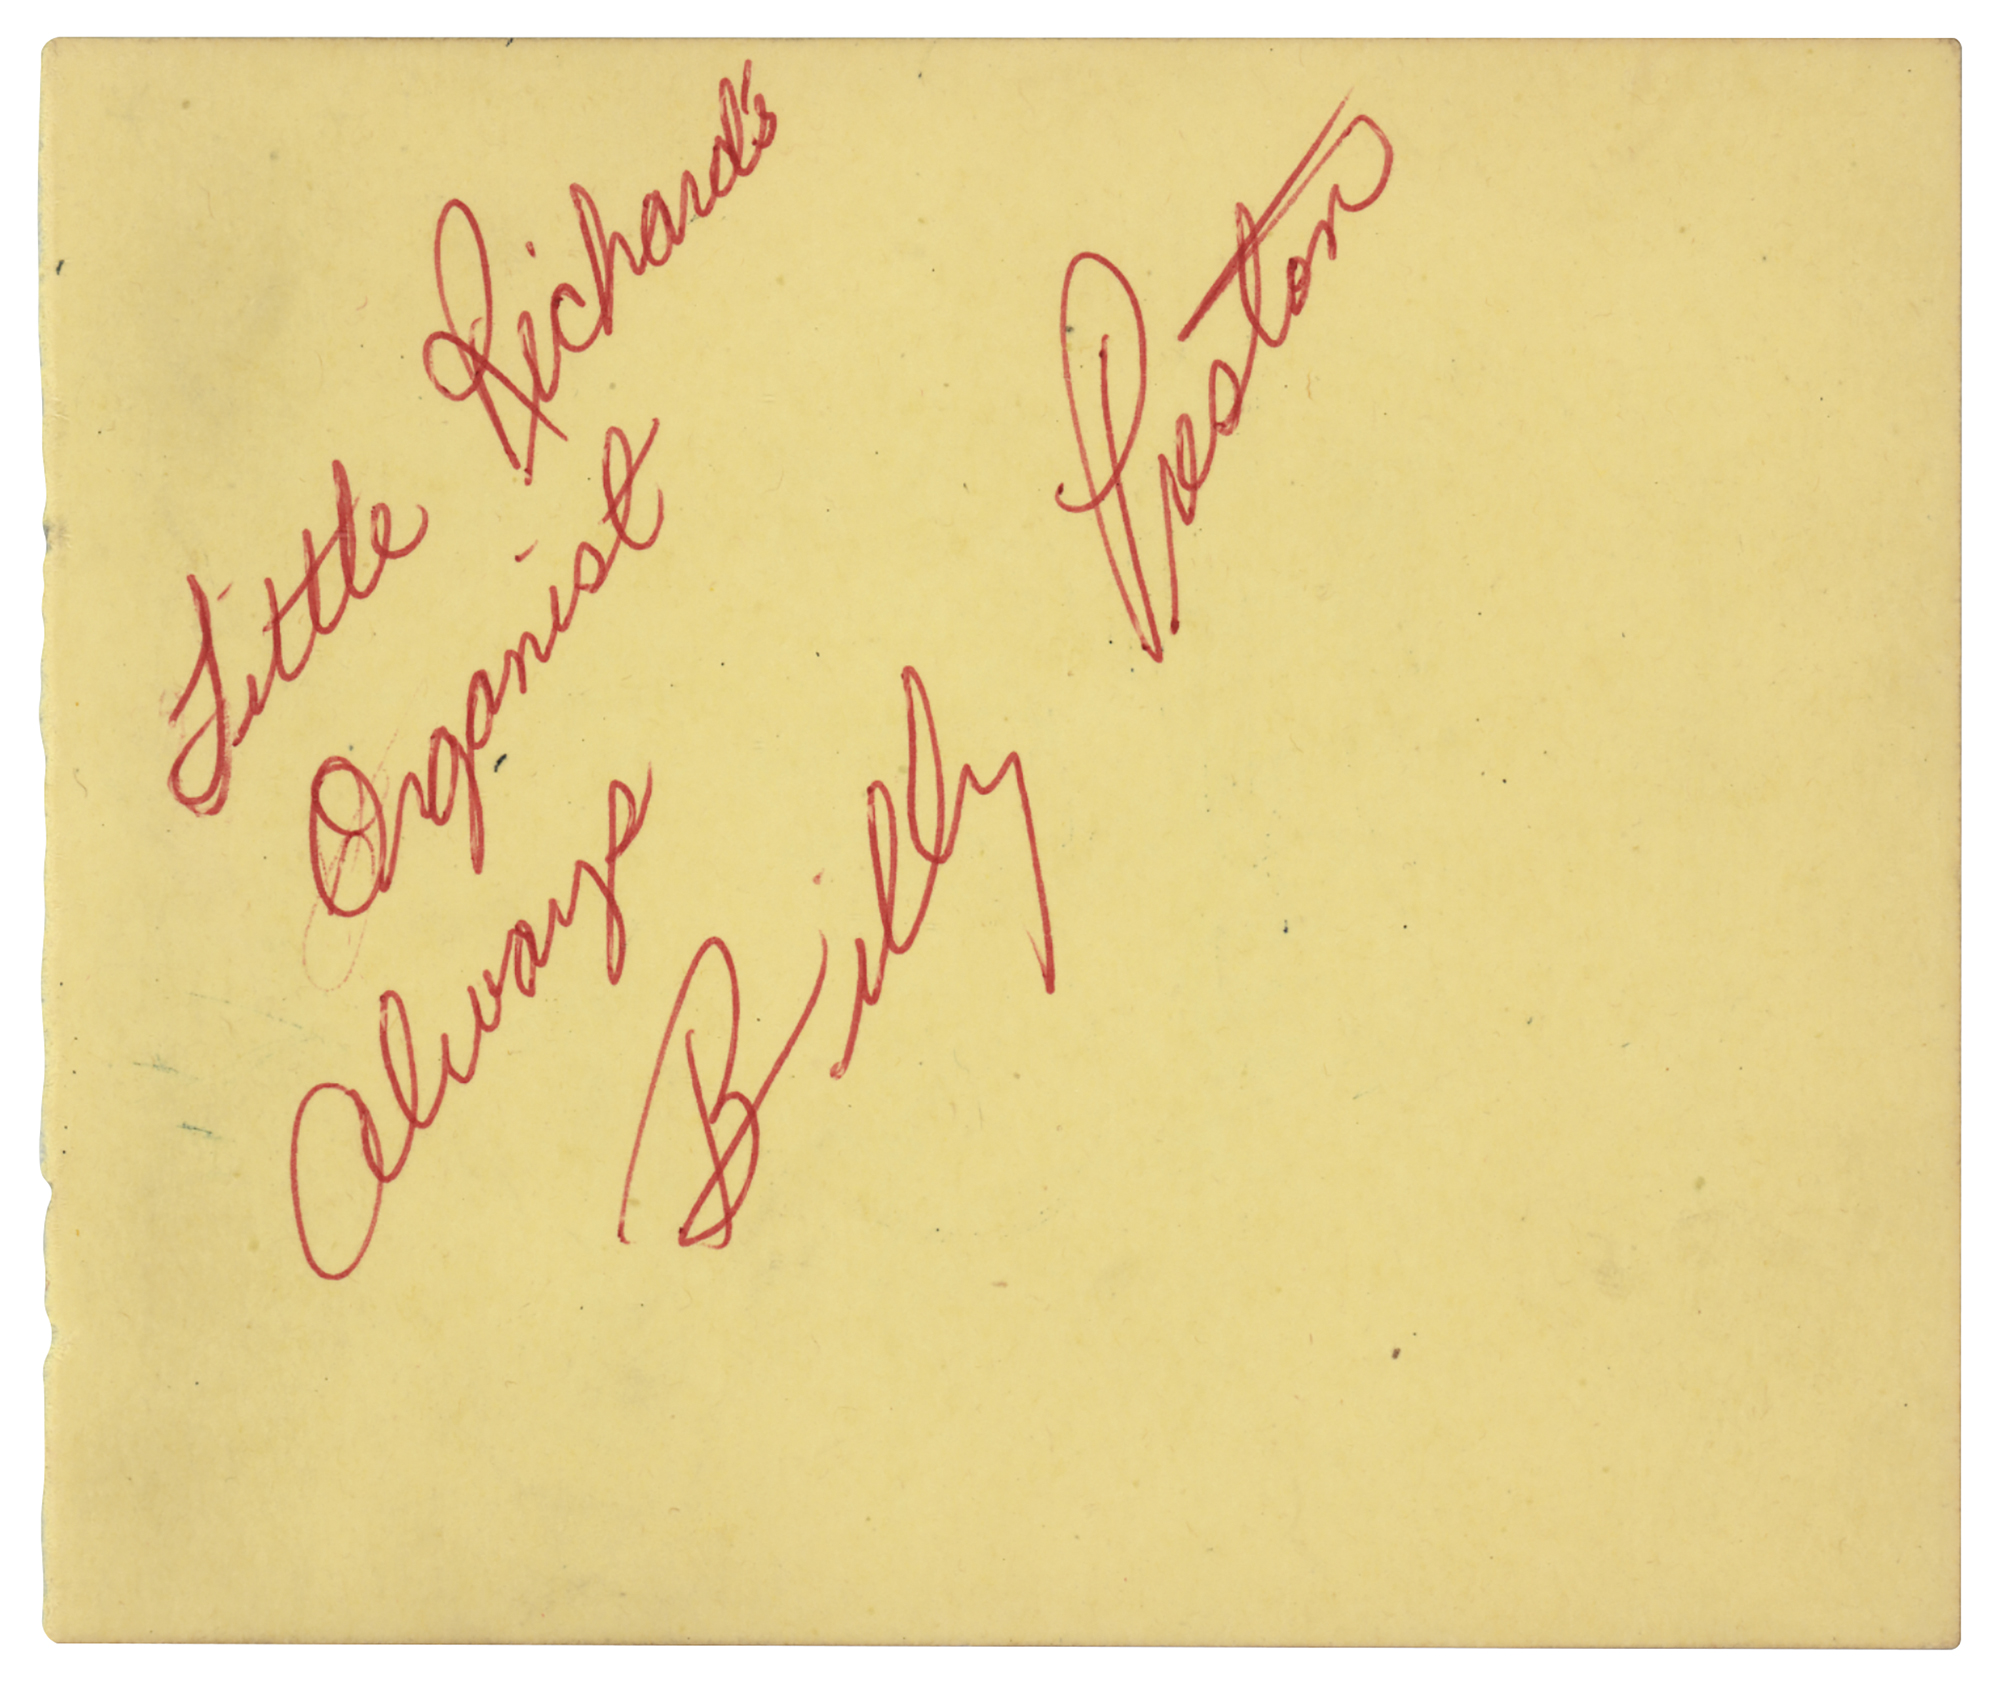 Little Richard's
Organist
Always
Billy Preston